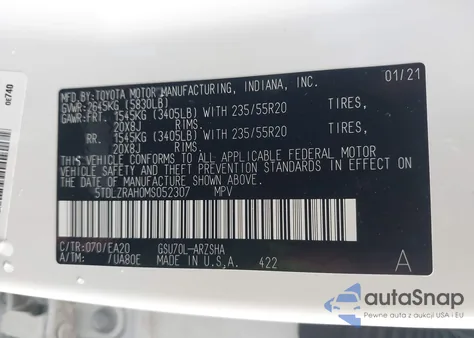 MFD.BY:TOYOTA MOTOR MANUFACTURING, INDIANA, INC. 01/21
GVWR:2645KG (5830LB)
GAWR:FRT. 1545KG (3405LB) WITH 235/55R20 TIRES,
20X8J RIMS.
RR. 1545KG (3405LB) WITH 235/55R20 TIRES,
20X8J RIMS.
THIS VEHICLE CONFORMS TO ALL APPLICABLE FEDERAL MOTOR
VEHICLE SAFETY AND THEFT PREVENTION STANDARDS IN EFFECT ON
THE DATE OF MANUFACTURE SHOWN ABOVE.
5TDLZRAH0MS052307 MPV
C/TR:070/EA20 GSU70L-ARZSHA
A/TM: /UA80E MADE IN U.S.A. 422 A
0E740
autoSnap
Pewne auta z aukcji USA i EU